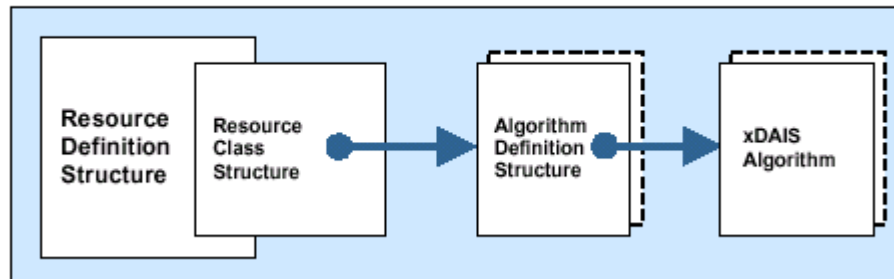 Resource
Definition
Structure
Resource
Class
Structure
Algorithm
Definition
Structure
xDAIS
Algorithm